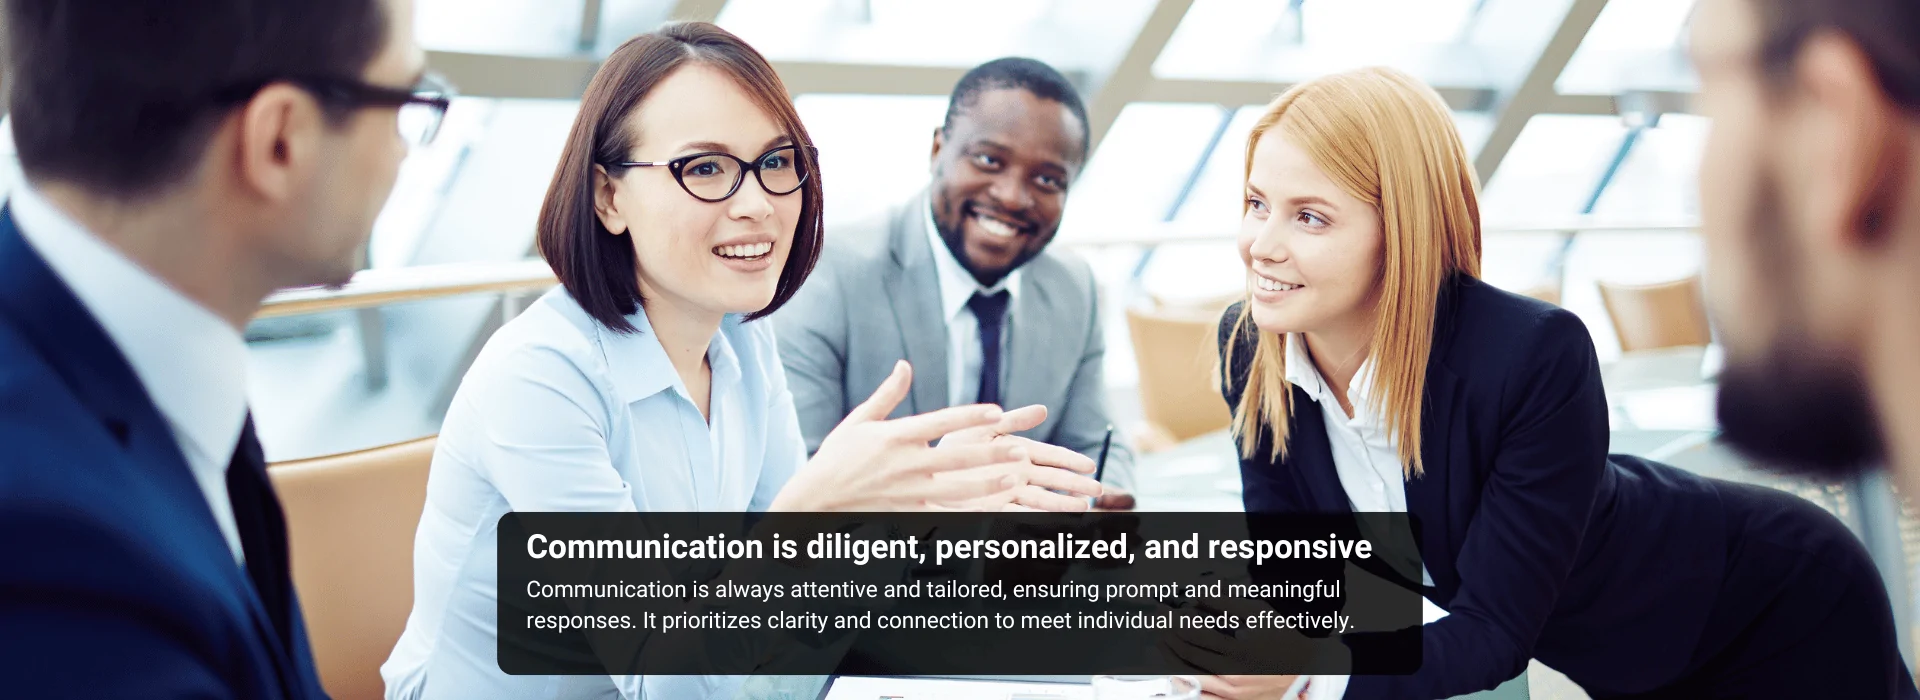 Communication is diligent, personalized, and responsive
Communication is always attentive and tailored, ensuring prompt and meaningful
responses. It prioritizes clarity and connection to meet individual needs effectively.